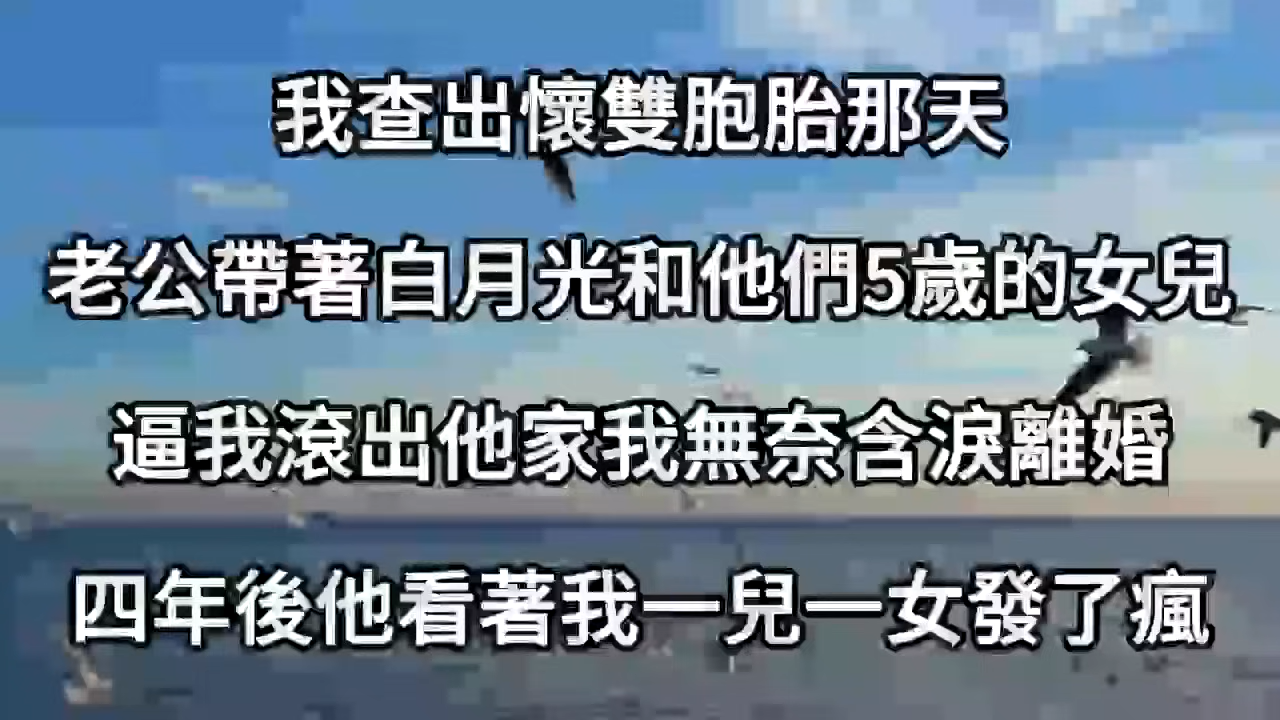 我查出懷雙胞胎那天
老公帶著白月光和他們5歲的女兒
逼我滾出他家我無奈含淚離婚
四年後他看著我一兒一女發了瘋